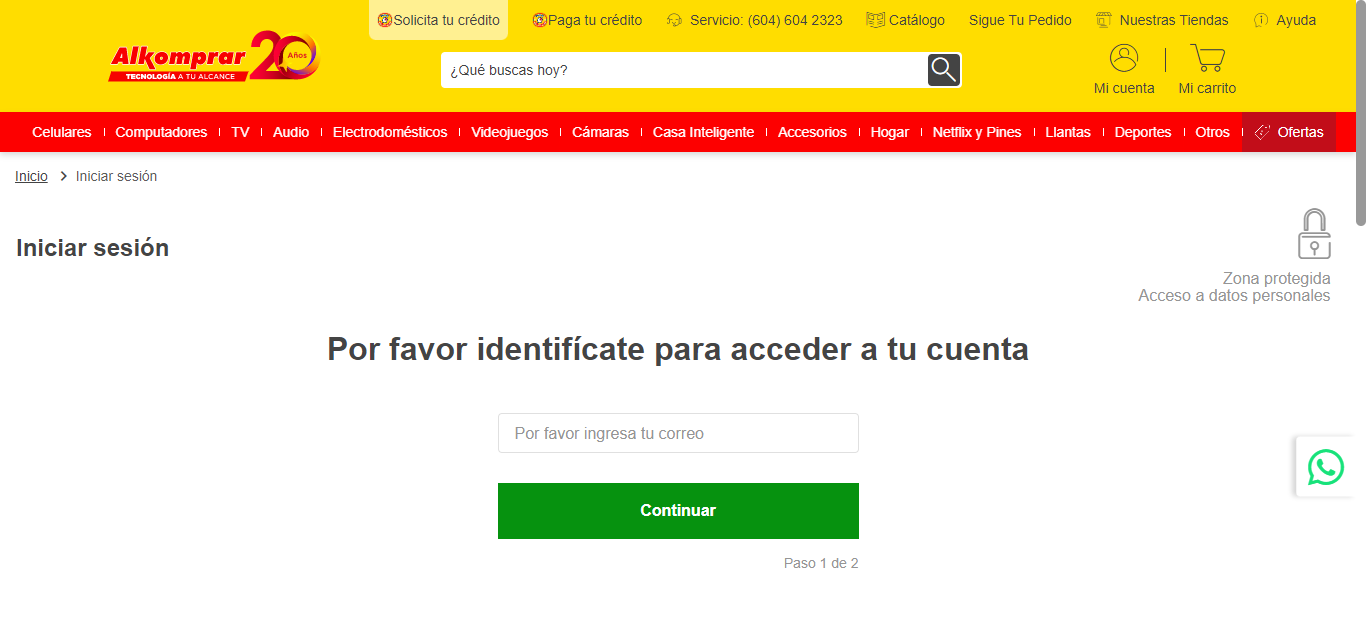 Solicita tu crédito
Paga tu crédito
Servicio: (604) 604 2323
Catálogo
Sigue Tu Pedido
Nuestras Tiendas
Ayuda
Alkomprar 20 Años
TECNOLOGÍA A TU ALCANCE
¿Qué buscas hoy?
Mi cuenta
Mi carrito
Celulares
Computadores
TV
Audio
Electrodomésticos
Videojuegos
Cámaras
Casa Inteligente
Accesorios
Hogar
Netflix y Pines
Llantas
Deportes
Otros
Ofertas
Inicio
Iniciar sesión
Iniciar sesión
Zona protegida
Acceso a datos personales
Por favor identifícate para acceder a tu cuenta
Por favor ingresa tu correo
Continuar
Paso 1 de 2